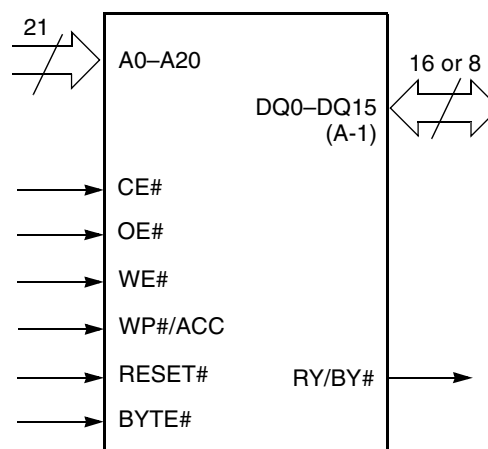 21
16 or 8
A0–A20
DQ0–DQ15
(A-1)
CE#
OE#
WE#
WP#/ACC
RESET#
RY/BY#
BYTE#